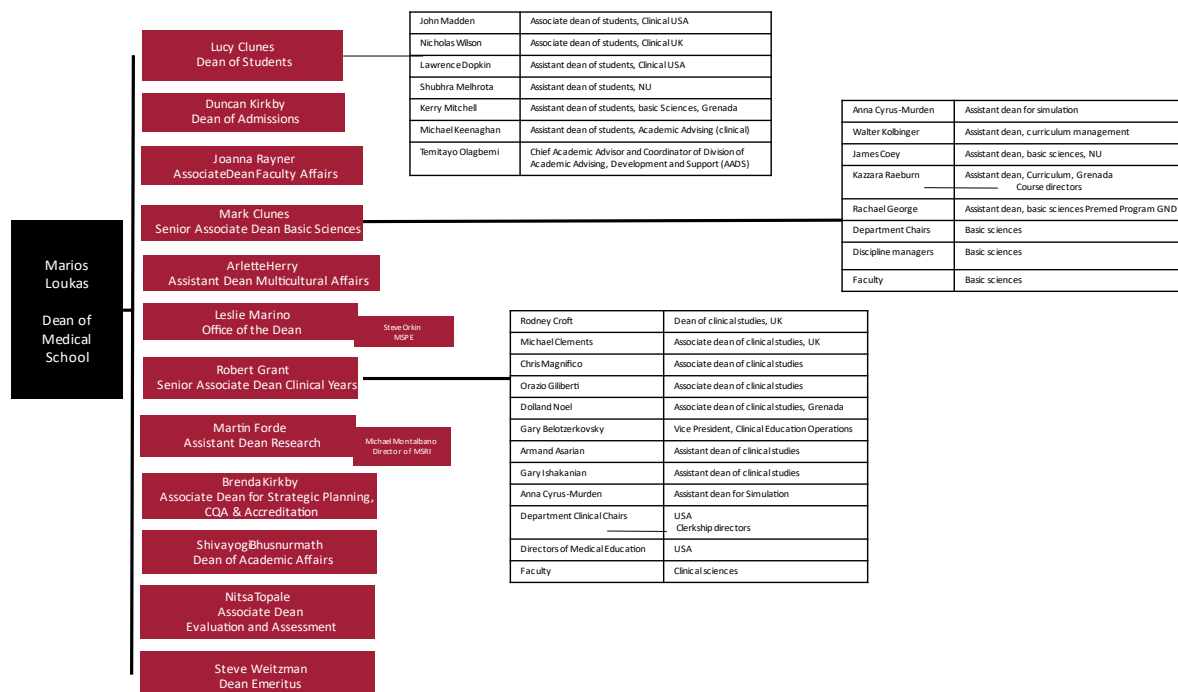 Marios
Loukas
Dean of
Medical
School
Lucy Clunes
Dean of Students
Duncan Kirkby
Dean of Admissions
Joanna Rayner
AssociateDeanFaculty Affairs
Mark Clunes
Senior Associate Dean Basic Sciences
ArletteHerry
Assistant Dean Multicultural Affairs
Leslie Marino
Office of the Dean
SteveOrkin
MSPE
Robert Grant
Senior Associate Dean Clinical Years
Martin Forde
Assistant Dean Research
Michael Montalbano
Director of MSRI
BrendaKirkby
Associate Dean for Strategic Planning,
CQA & Accreditation
ShivayogiBhusnurmath
Dean of Academic Affairs
NitsaTopale
Associate Dean
Evaluation and Assessment
Steve Weitzman
Dean Emeritus
John Madden Associate dean of students, Clinical USA
Nicholas Wilson Associate dean of students, Clinical UK
Lawrence Dopkin Assistant dean of students, Clinical USA
Shubhra Melhrota Assistant dean of students, NU
Kerry Mitchell Assistant dean of students, basic Sciences, Grenada
Michael Keenaghan Assistant dean of students, Academic Advising (clinical)
Temitayo Olagbemi Chief Academic Advisor and Coordinator of Division of
Academic Advising, Development and Support (AADS)
Anna Cyrus-Murden Assistant dean for simulation
Walter Kolbinger Assistant dean, curriculum management
James Coey Assistant dean, basic sciences, NU
Kazzara Raeburn Assistant dean, Curriculum, Grenada
Course directors
Rachael George Assistant dean, basic sciences Premed Program GND
Department Chairs Basic sciences
Discipline managers Basic sciences
Faculty Basic sciences
Rodney Croft Dean of clinical studies, UK
Michael Clements Associate dean of clinical studies, UK
Chris Magnifico Associate dean of clinical studies
Orazio Giliberti Associate dean of clinical studies
Dolland Noel Associate dean of clinical studies, Grenada
Gary Belotzerkovsky Vice President, Clinical Education Operations
Armand Asarian Assistant dean of clinical studies
Gary Ishakanian Assistant dean of clinical studies
Anna Cyrus-Murden Assistant dean for Simulation
Department Clinical Chairs USA
Clerkship directors
Directors of Medical Education USA
Faculty Clinical sciences